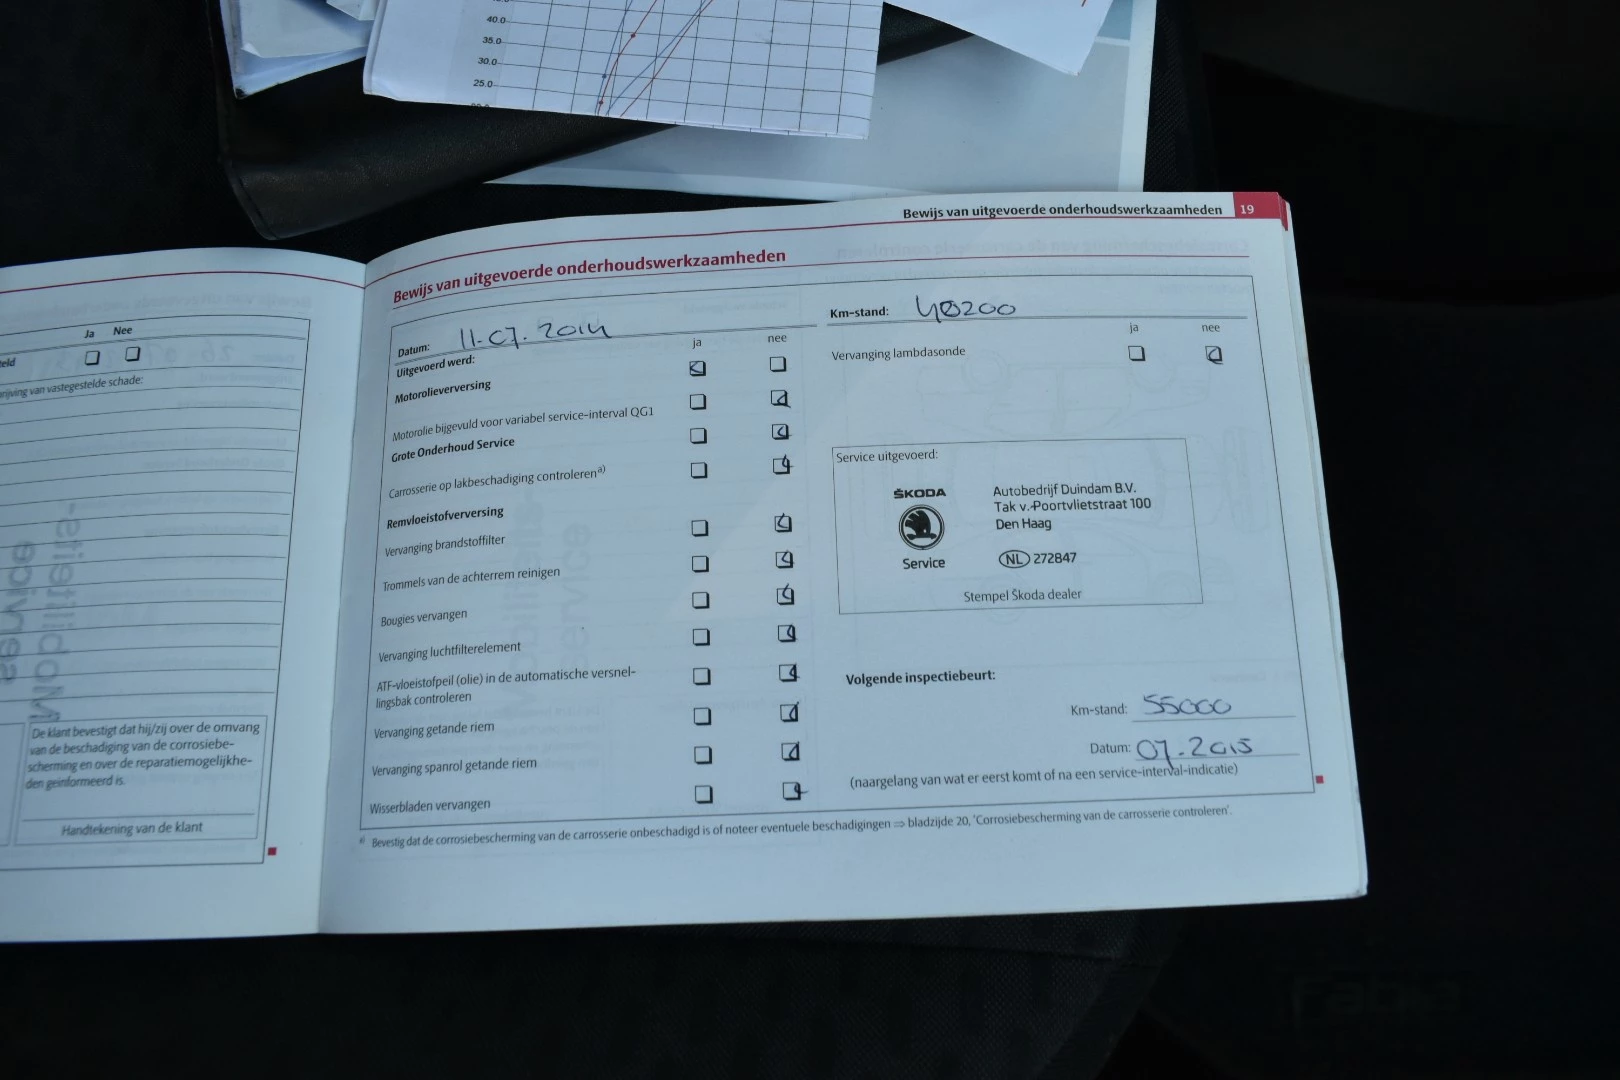 40.0
35.0
30.0
25.0
Bewijs van uitgevoerde onderhoudswerkzaamheden 19
Ja Nee
eld
rijving van vastegestelde schade:
De klant bevestigt dat hij/zij over de omvang
van de beschadiging van de corrosiebe-
scherming en over de reparatiemogelijkhe-
den geïnformeerd is.
Handtekening van de klant
Bewijs van uitgevoerde onderhoudswerkzaamheden
Datum: 11-07-2014
Uitgevoerd werd: ja nee
Motorolieverversing
Motorolie bijgevuld voor variabel service-interval QG1
Grote Onderhoud Service
Carrosserie op lakbeschadiging controleren a)
Remvloeistofverversing
Vervanging brandstoffilter
Trommels van de achterrem reinigen
Bougies vervangen
Vervanging luchtfilterelement
ATF-vloeistofpeil (olie) in de automatische versnel-
lingsbak controleren
Vervanging getande riem
Vervanging spanrol getande riem
Wisserbladen vervangen
Km-stand: 48200
ja nee
Vervanging lambdasonde
Service uitgevoerd:
ŠKODA
Service
Autobedrijf Duindam B.V.
Tak v. Poortvlietstraat 100
Den Haag
NL 272847
Stempel Škoda dealer
Volgende inspectiebeurt:
Km-stand: 55000
Datum: 07-2015
(naargelang van wat er eerst komt of na een service-interval-indicatie)
a) Bevestig dat de corrosiebescherming van de carrosserie onbeschadigd is of noteer eventuele beschadigingen ⇒ bladzijde 20, 'Corrosiebescherming van de carrosserie controleren'.
Fabia